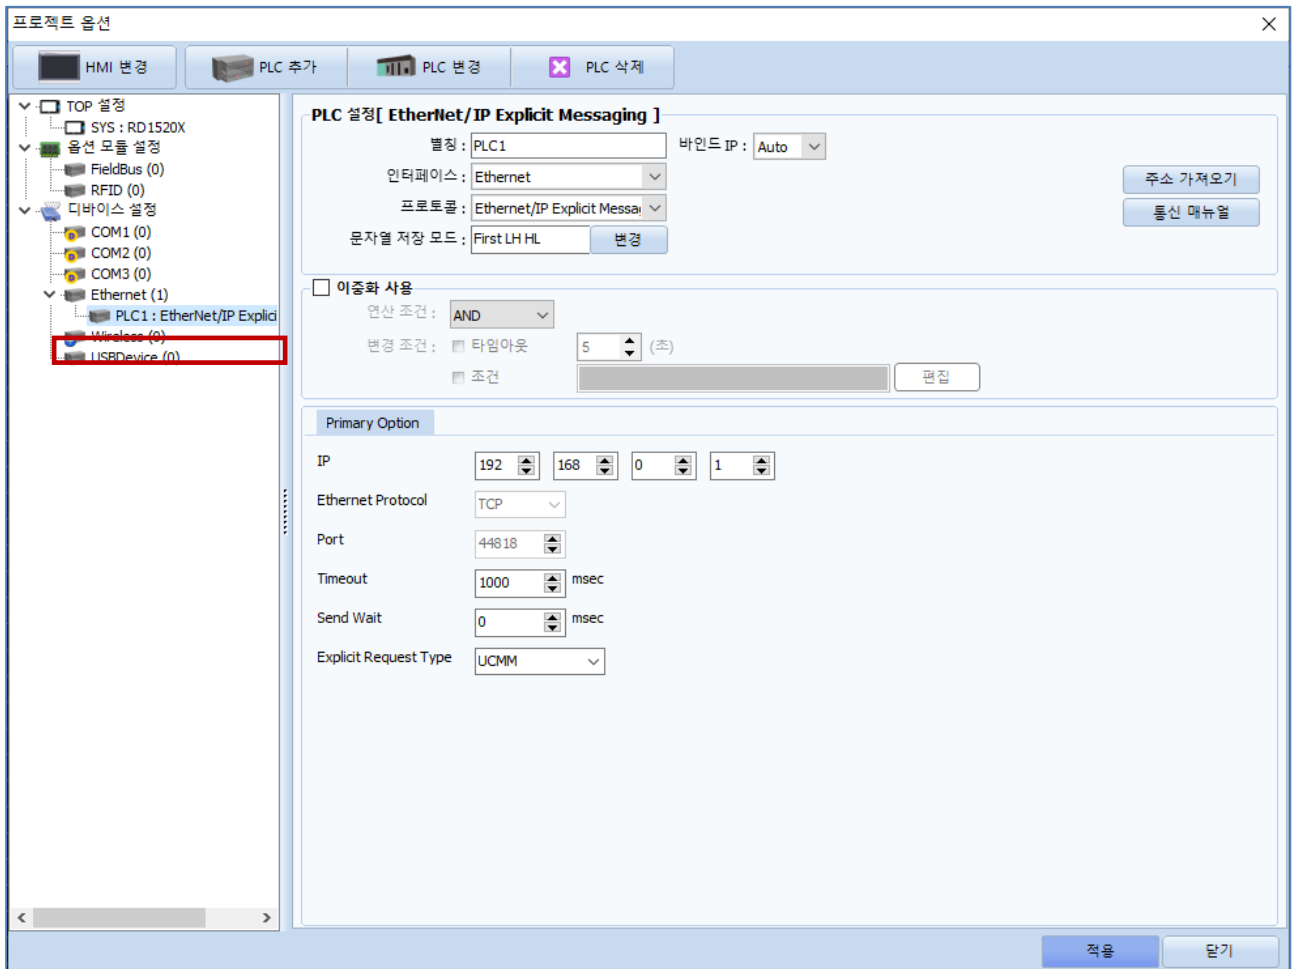 프로젝트 옵션
HMI 변경
PLC 추가
PLC 변경
PLC 삭제
TOP 설정
SYS : RD1520X
옵션 모듈 설정
FieldBus (0)
RFID (0)
디바이스 설정
COM1 (0)
COM2 (0)
COM3 (0)
Ethernet (1)
PLC1 : EtherNet/IP Explici
Wireless (0)
USBDevice (0)
PLC 설정[ EtherNet/IP Explicit Messaging ]
별칭 : PLC1
바인드 IP : Auto
인터페이스 : Ethernet
프로토콜 : Ethernet/IP Explicit Messa
문자열 저장 모드 : First LH HL 변경
주소 가져오기
통신 매뉴얼
이중화 사용
연산 조건 : AND
변경 조건 : 타임아웃 5 (초)
조건 편집
Primary Option
IP 192 168 0 1
Ethernet Protocol TCP
Port 44818
Timeout 1000 msec
Send Wait 0 msec
Explicit Request Type UCMM
적용
닫기